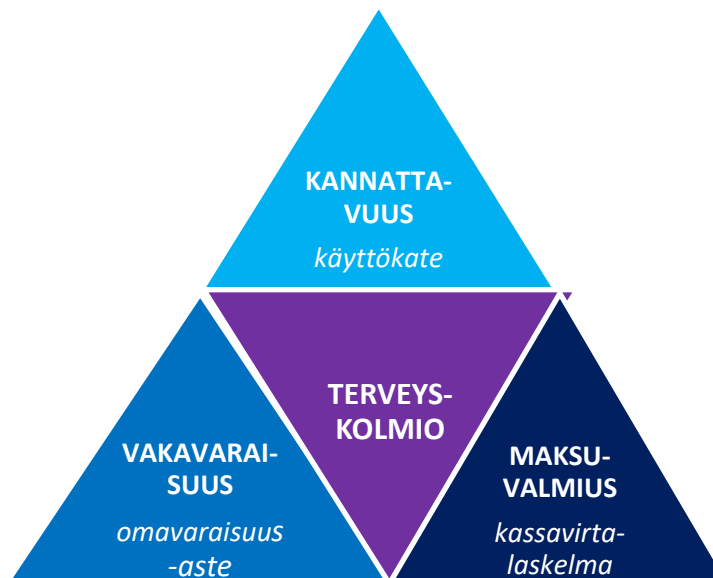 KANNATTA-
VUUS
käyttökate
TERVEYS-
KOLMIO
VAKAVARAI-
SUUS
omavaraisuus
-aste
MAKSU-
VALMIUS
kassavirta-
laskelma